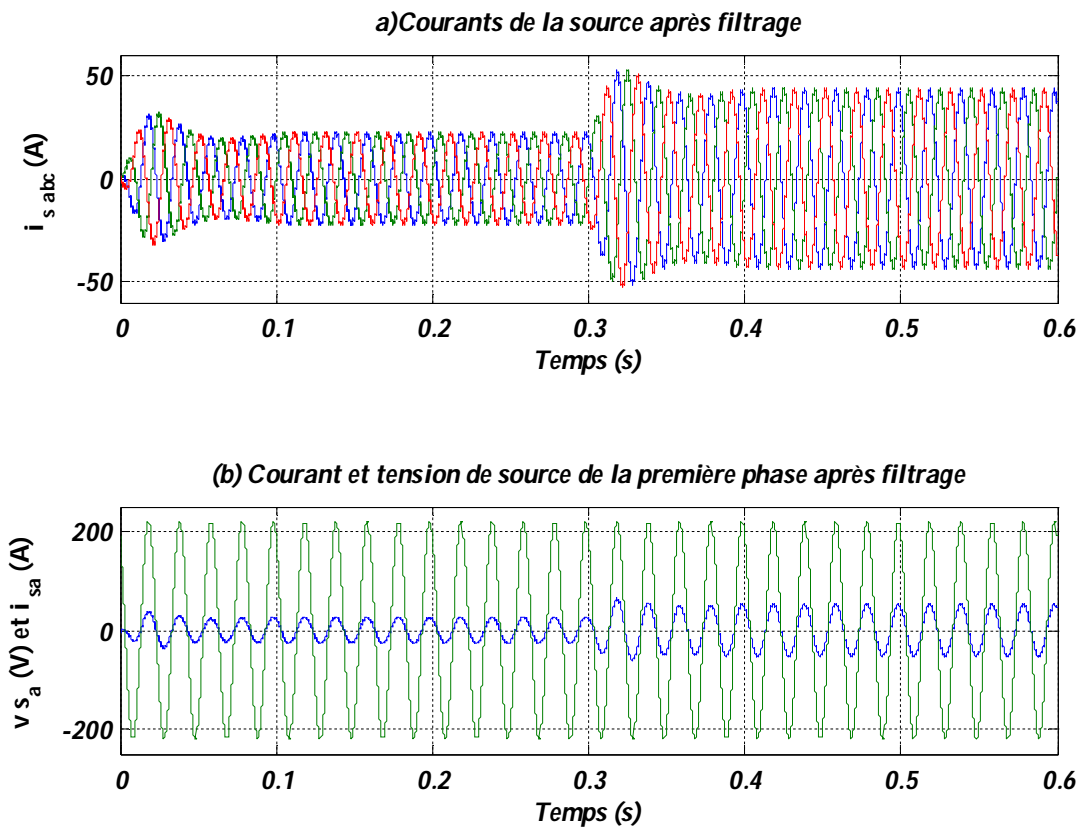 a)Courants de la source après filtrage
50
0
-50
i s abc (A)
0 0.1 0.2 0.3 0.4 0.5 0.6
Temps (s)
(b) Courant et tension de source de la première phase après filtrage
200
0
-200
v s a (V) et i sa (A)
0 0.1 0.2 0.3 0.4 0.5 0.6
Temps (s)